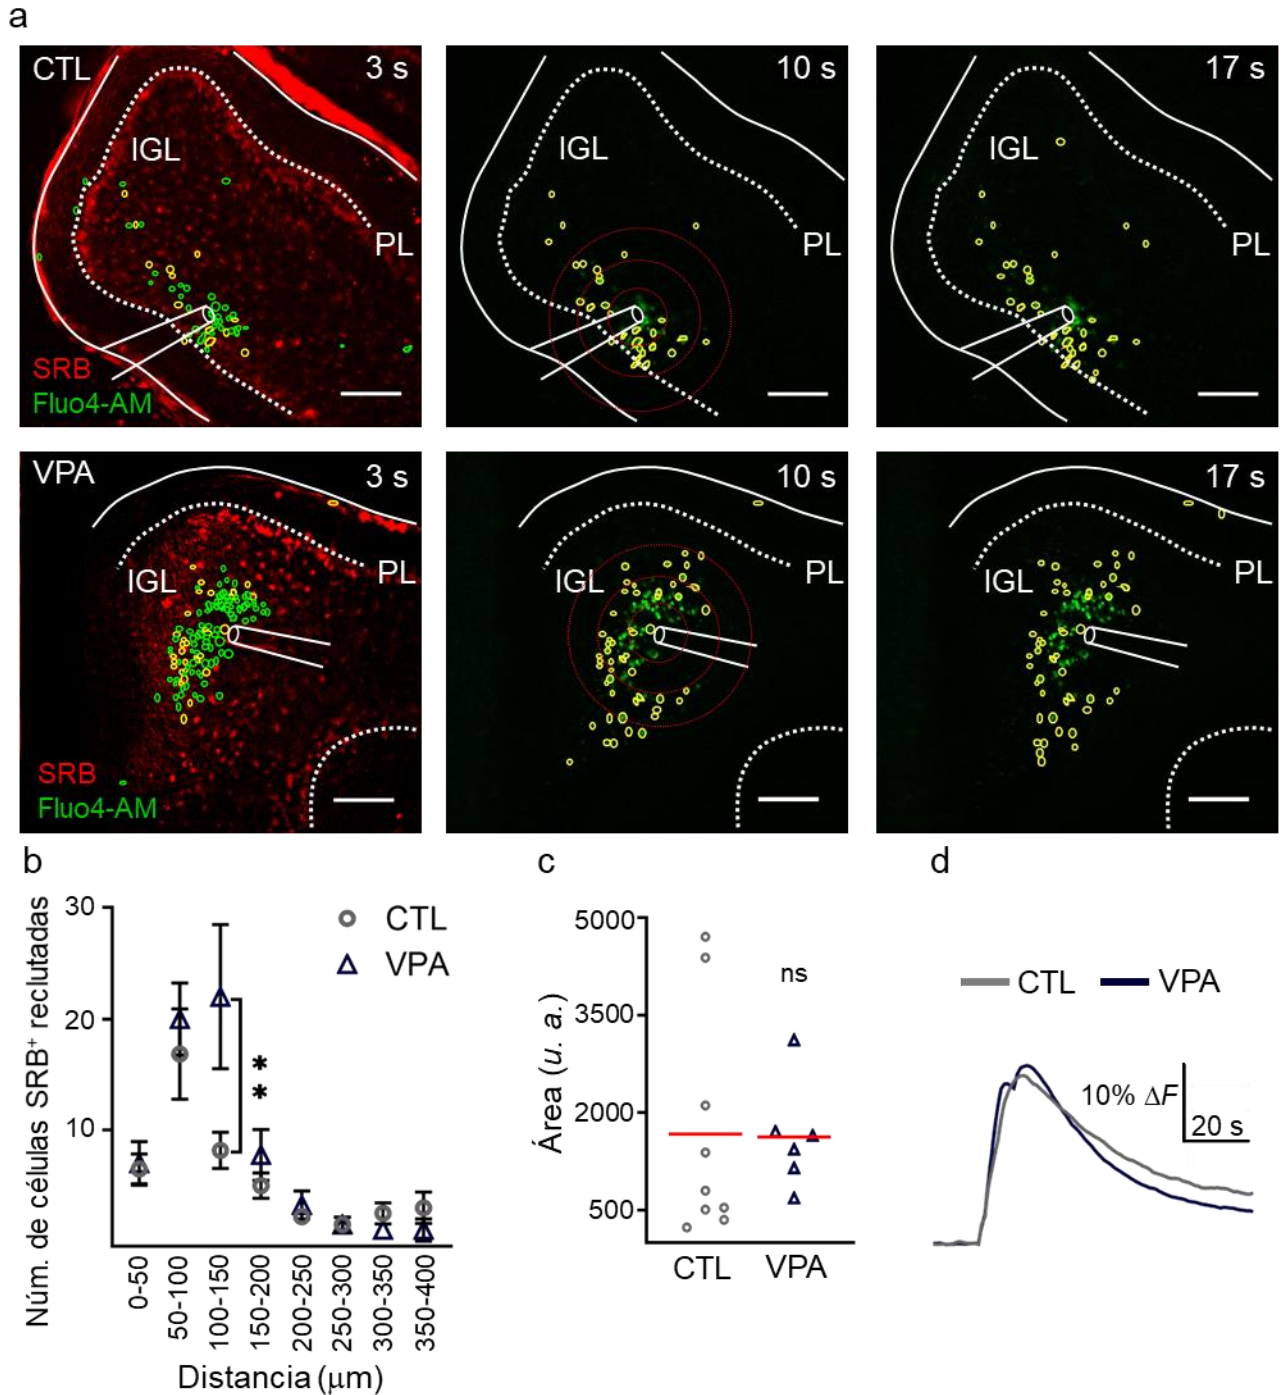 a
CTL
3 s
IGL
PL
SRB
Fluo4-AM
10 s
IGL
PL
17 s
IGL
PL
VPA
3 s
IGL
PL
SRB
Fluo4-AM
10 s
IGL
PL
17 s
IGL
PL
b
Núm. de células SRB⁺ reclutadas
30
20
10
CTL
VPA
**
0-50
50-100
100-150
150-200
200-250
250-300
300-350
350-400
Distancia (μm)
c
Área (u. a.)
5000
3500
2000
500
ns
CTL
VPA
d
CTL
VPA
10% ΔF
20 s